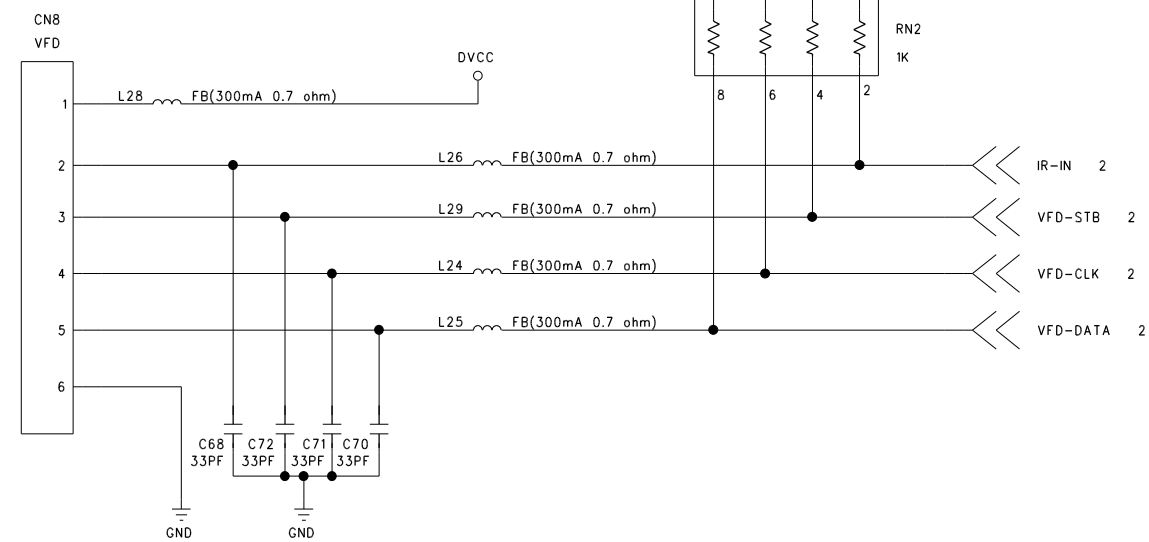 CN8
VFD
RN2
1K
DVCC
1
L28
FB(300mA 0.7 ohm)
8
6
4
2
2
L26
FB(300mA 0.7 ohm)
IR-IN 2
3
L29
FB(300mA 0.7 ohm)
VFD-STB 2
4
L24
FB(300mA 0.7 ohm)
VFD-CLK 2
5
L25
FB(300mA 0.7 ohm)
VFD-DATA 2
6
C68
C72
C71
C70
33PF
33PF
33PF
33PF
GND
GND